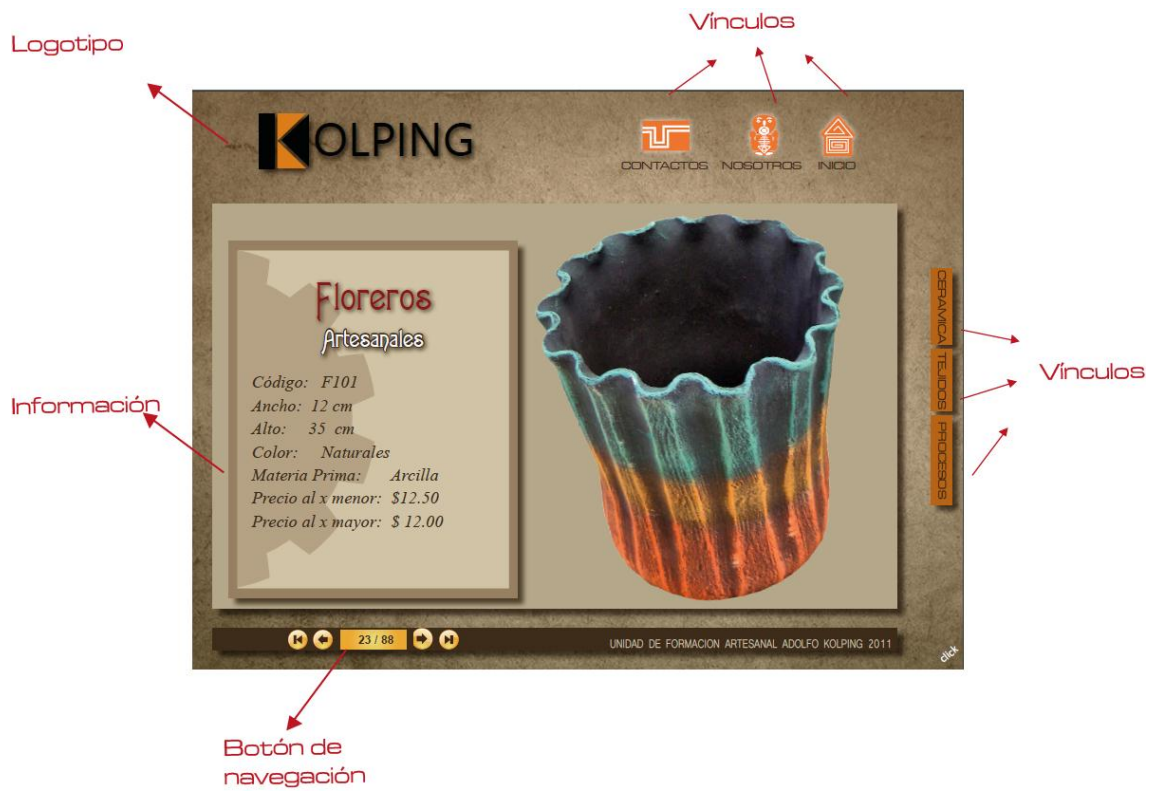 Vínculos
Logotipo
KOLPING
CONTACTOS NOSOTROS INICIO
Floreros
Artesanales
Código: F101
Ancho: 12 cm
Alto: 35 cm
Color: Naturales
Materia Prima: Arcilla
Precio al x menor: $12.50
Precio al x mayor: $ 12.00
Información
CERAMICA
TEJIDOS
PROCESOS
Vínculos
23 / 88
UNIDAD DE FORMACION ARTESANAL ADOLFO KOLPING 2011
click
Botón de
navegación